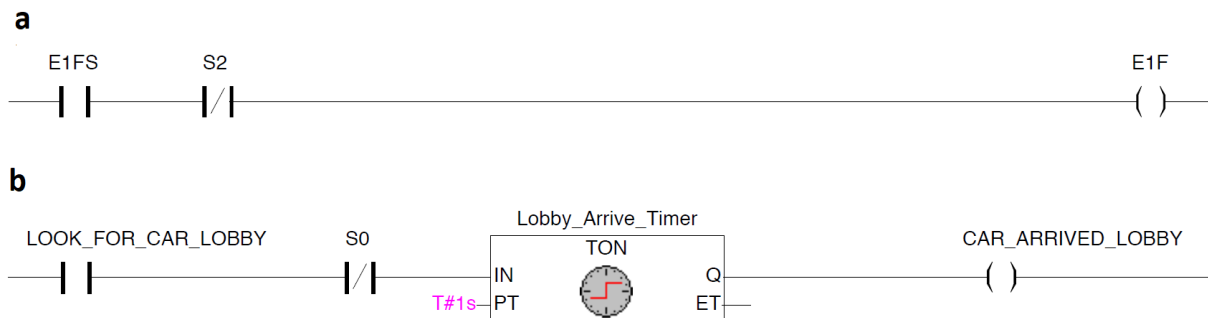 a
E1FS S2 E1F
b
Lobby_Arrive_Timer
LOOK_FOR_CAR_LOBBY S0 TON CAR_ARRIVED_LOBBY
IN Q
T#1s PT ET